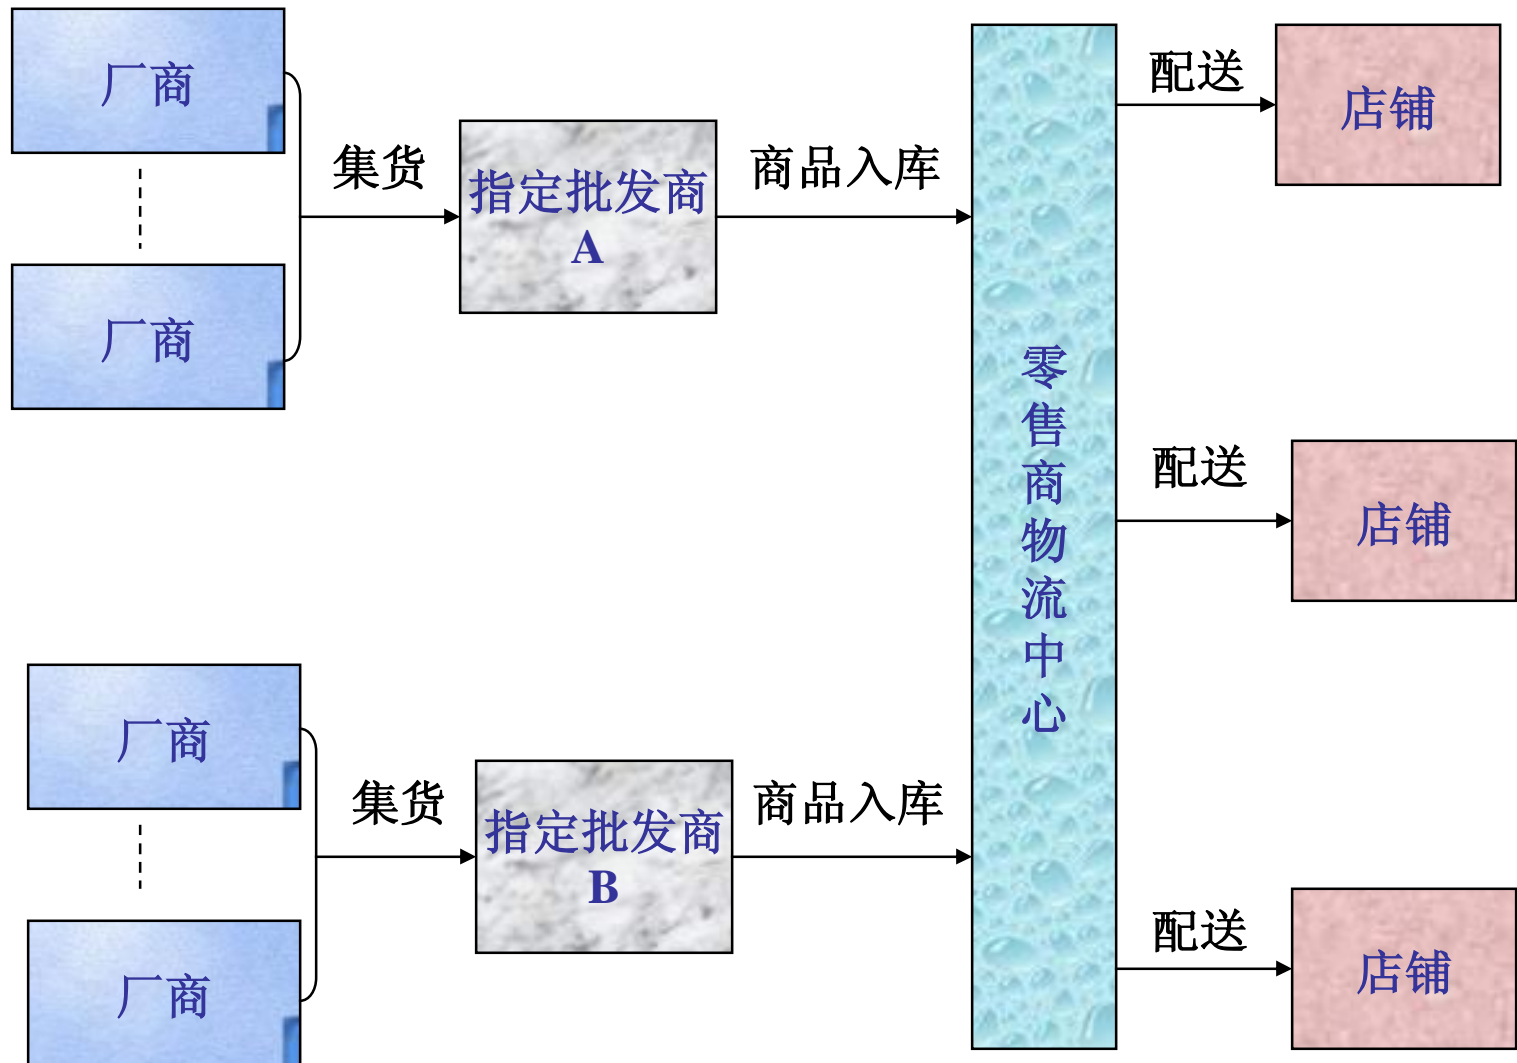 厂商
集货
指定批发商
A
商品入库
厂商
零售商物流中心
配送
店铺
配送
店铺
厂商
集货
指定批发商
B
商品入库
厂商
配送
店铺